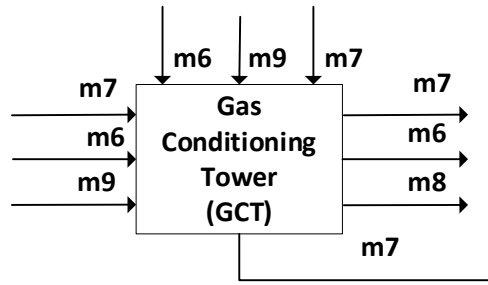 m6 m9 m7
m7 m7
m6 m6
m9 m8
Gas
Conditioning
Tower
(GCT)
m7